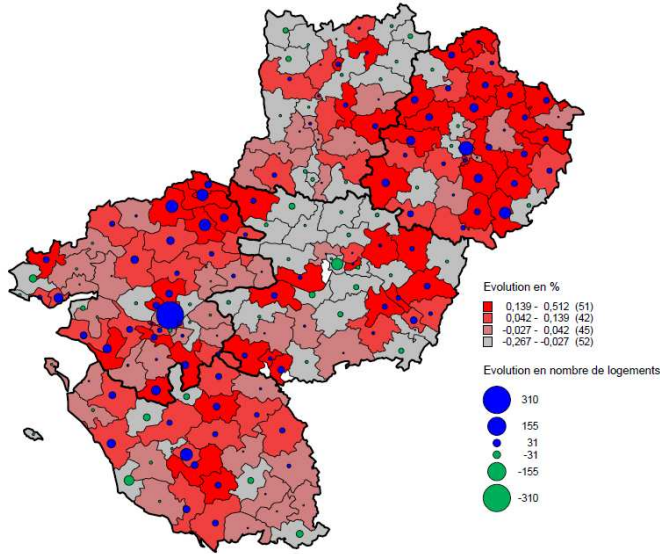 Evolution en %
0,139 - 0,512 (51)
0,042 - 0,139 (42)
-0,027 - 0,042 (45)
-0,267 - -0,027 (52)
Evolution en nombre de logements
310
155
31
-31
-155
-310